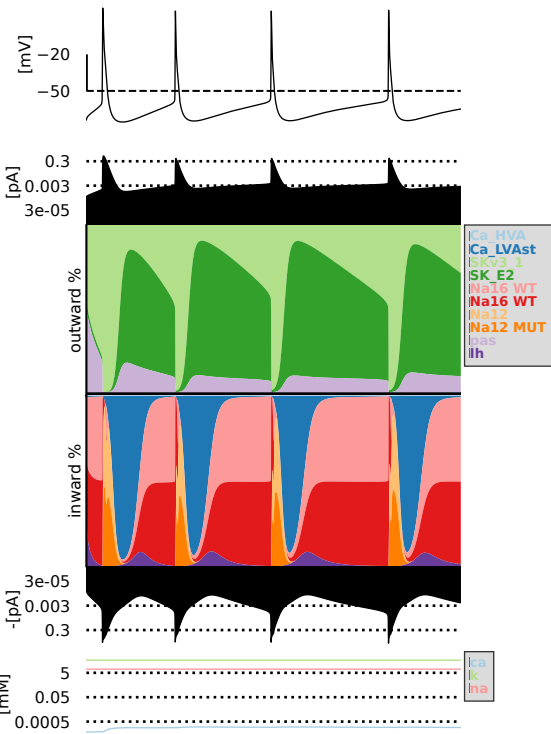 [mV]
−20
−50
[pA]
0.3
0.003
3e-05
outward %
Ca_HVA
Ca_LVAst
SKv3_1
SK_E2
Na16 WT
Na16 WT
Na12
Na12 MUT
pas
Ih
inward %
-[pA]
3e-05
0.003
0.3
[mM]
5
0.05
0.0005
ca
k
na